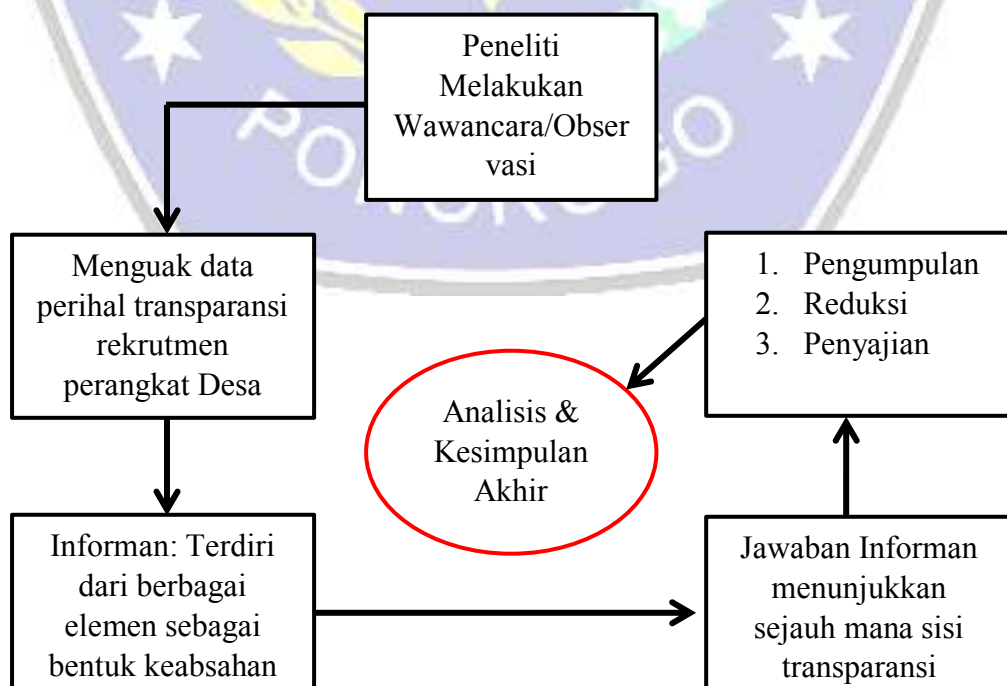 Peneliti
Melakukan
Wawancara/Obser
vasi
PONOROGO
Menguak data
perihal transparansi
rekrutmen
perangkat Desa
1. Pengumpulan
2. Reduksi
3. Penyajian
Analisis &
Kesimpulan
Akhir
Informan: Terdiri
dari berbagai
elemen sebagai
bentuk keabsahan
Jawaban Informan
menunjukkan
sejauh mana sisi
transparansi